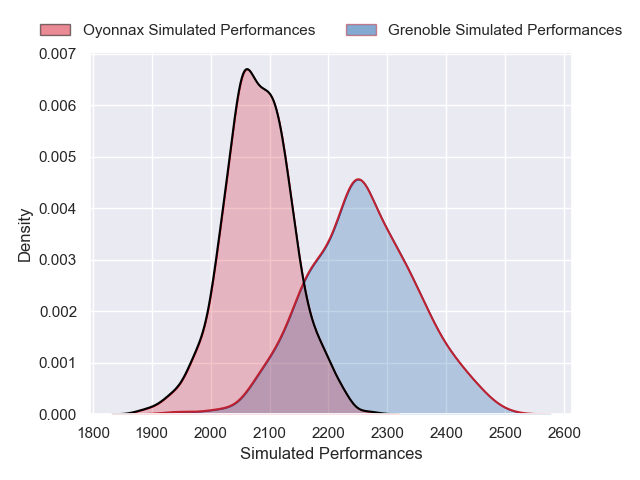 Oyonnax Simulated Performances Grenoble Simulated Performances
0.007
0.006
0.005
0.004
0.003
0.002
0.001
0.000
Density
1800 1900 2000 2100 2200 2300 2400 2500 2600
Simulated Performances